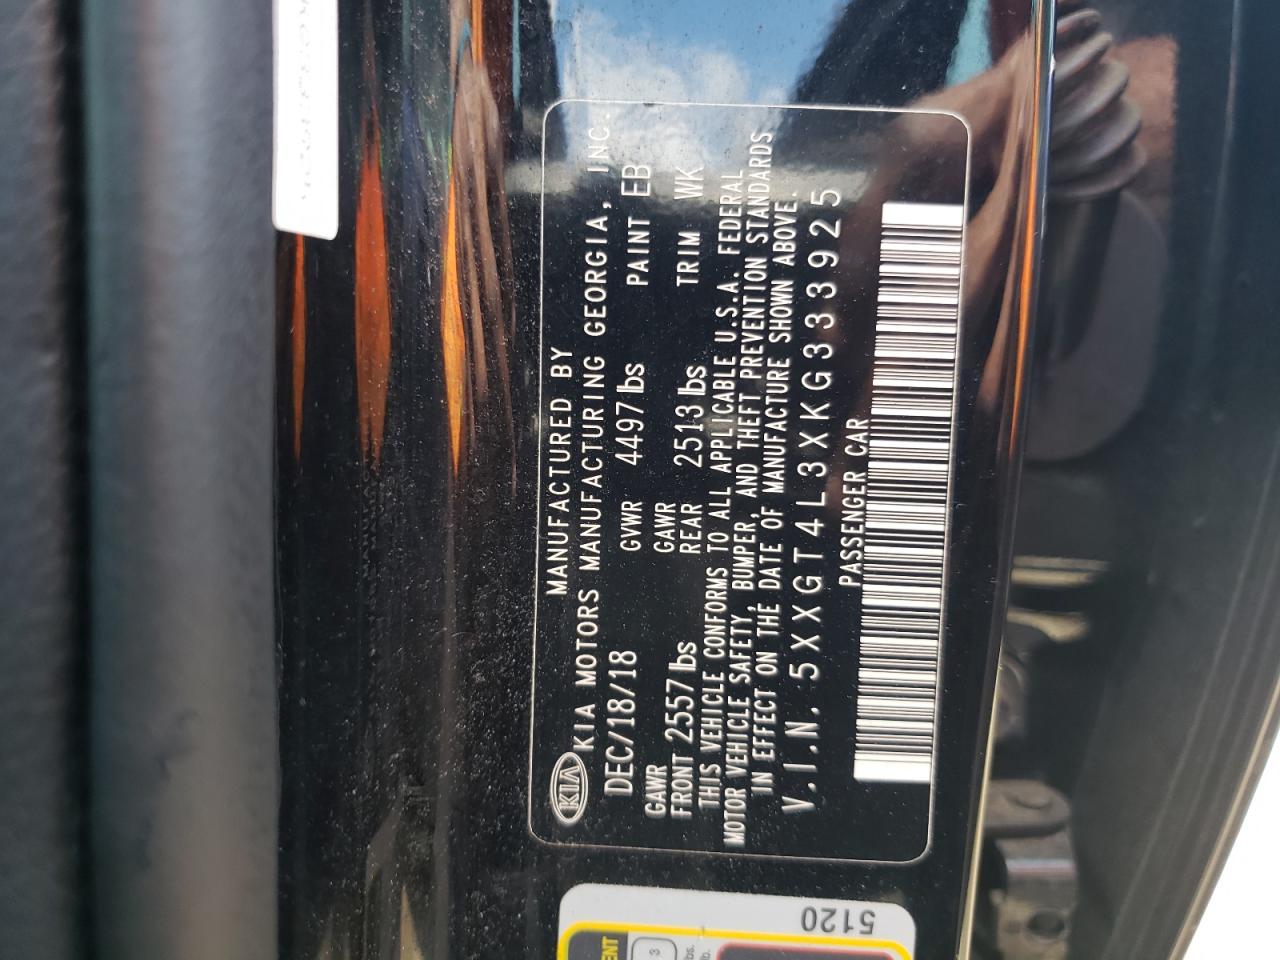 MANUFACTURED BY
KIA KIA MOTORS MANUFACTURING GEORGIA, INC.
DEC/18/18 GVWR 4497 lbs PAINT EB
GAWR GAWR
FRONT 2557 lbs REAR 2513 lbs TRIM WK
THIS VEHICLE CONFORMS TO ALL APPLICABLE U.S.A. FEDERAL
MOTOR VEHICLE SAFETY, BUMPER, AND THEFT PREVENTION STANDARDS
IN EFFECT ON THE DATE OF MANUFACTURE SHOWN ABOVE.
V.I.N. 5XXGT4L3XKG333925
PASSENGER CAR
5120
3